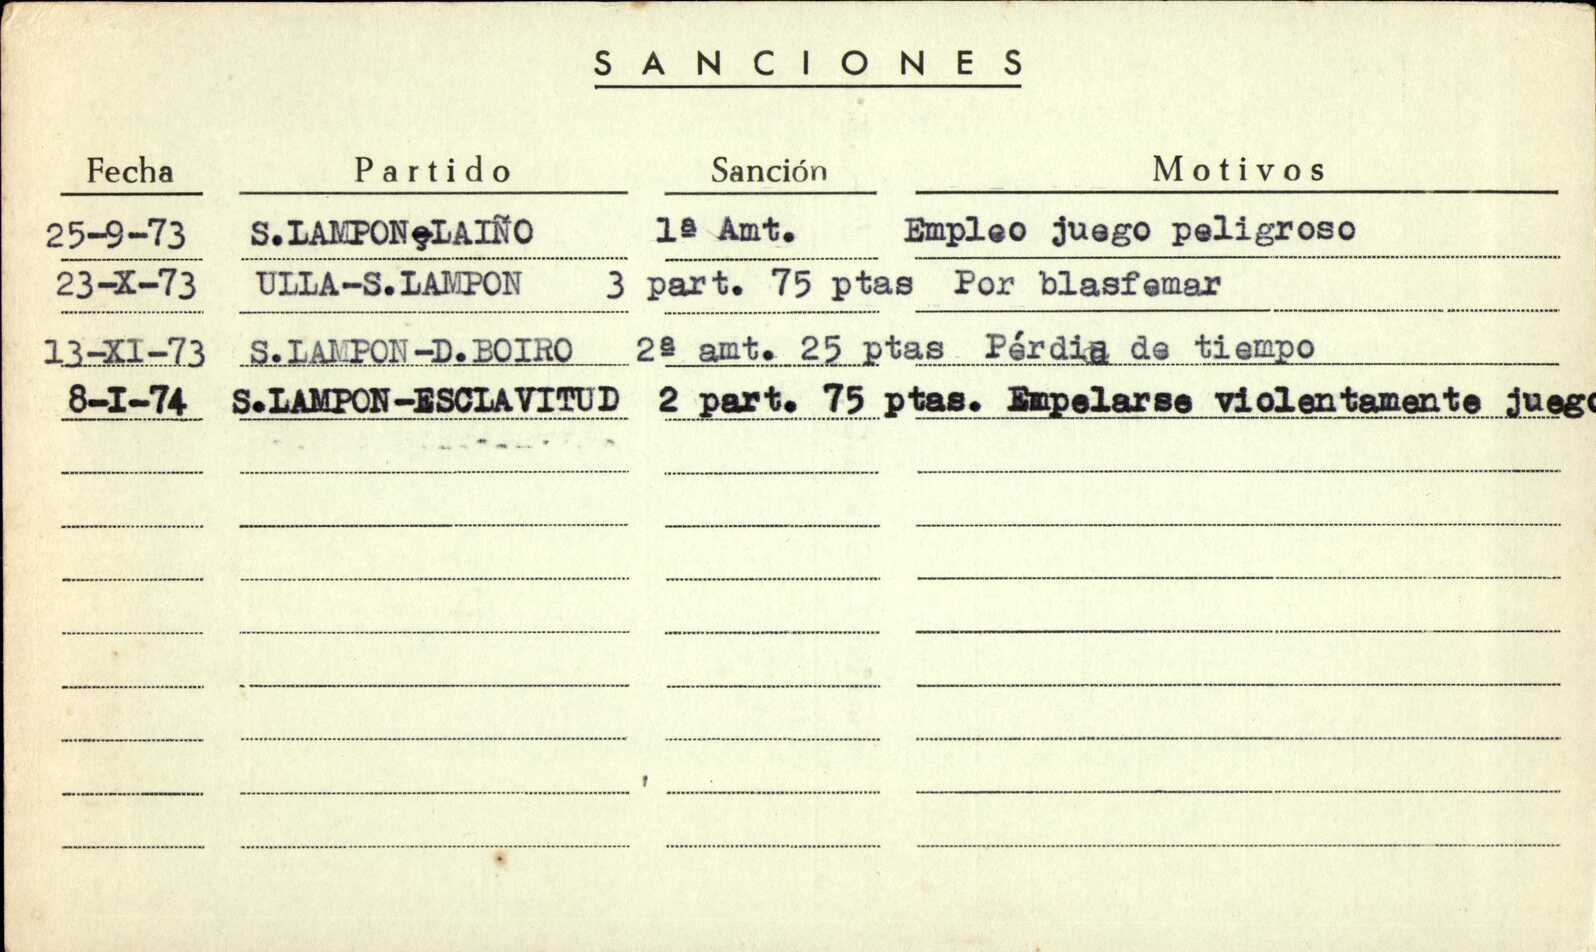 SANCIONES
Fecha Partido Sanción Motivos
25-9-73 S.LAMPON-LAIÑO 1ª Amt. Empleo juego peligroso
23-X-73 ULLA-S.LAMPON 3 part. 75 ptas Por blasfemar
13-XI-73 S.LAMPON-D.BOIRO 2ª amt. 25 ptas Pérdida de tiempo
8-I-74 S.LAMPON-ESCLAVITUD 2 part. 75 ptas. Empelarse violentamente juego